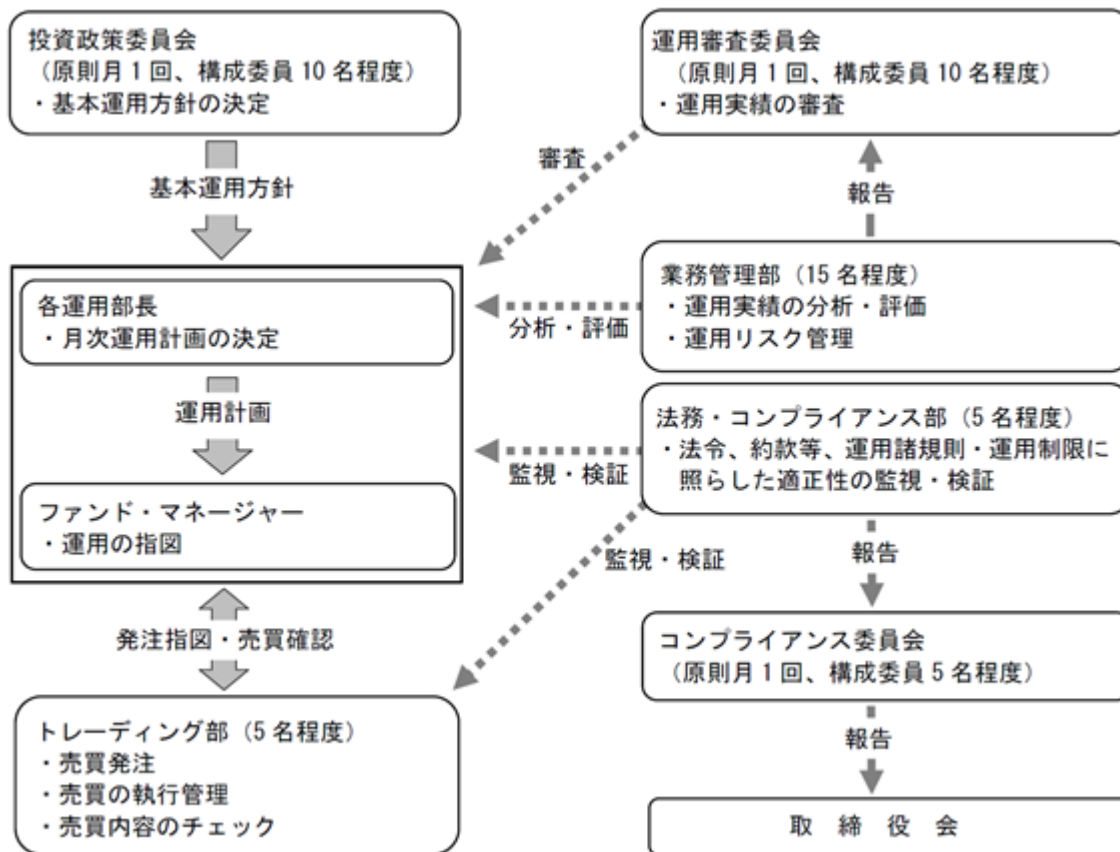 投資政策委員会
（原則月1回、構成委員10名程度）
・基本運用方針の決定
基本運用方針
各運用部長
・月次運用計画の決定
運用計画
ファンド・マネージャー
・運用の指図
発注指図・売買確認
トレーディング部（5名程度）
・売買発注
・売買の執行管理
・売買内容のチェック
運用審査委員会
（原則月1回、構成委員10名程度）
・運用実績の審査
審査
報告
業務管理部（15名程度）
・運用実績の分析・評価
・運用リスク管理
分析・評価
法務・コンプライアンス部（5名程度）
・法令、約款等、運用諸規則・運用制限に
照らした適正性の監視・検証
監視・検証
監視・検証
報告
コンプライアンス委員会
（原則月1回、構成委員5名程度）
報告
取　締　役　会